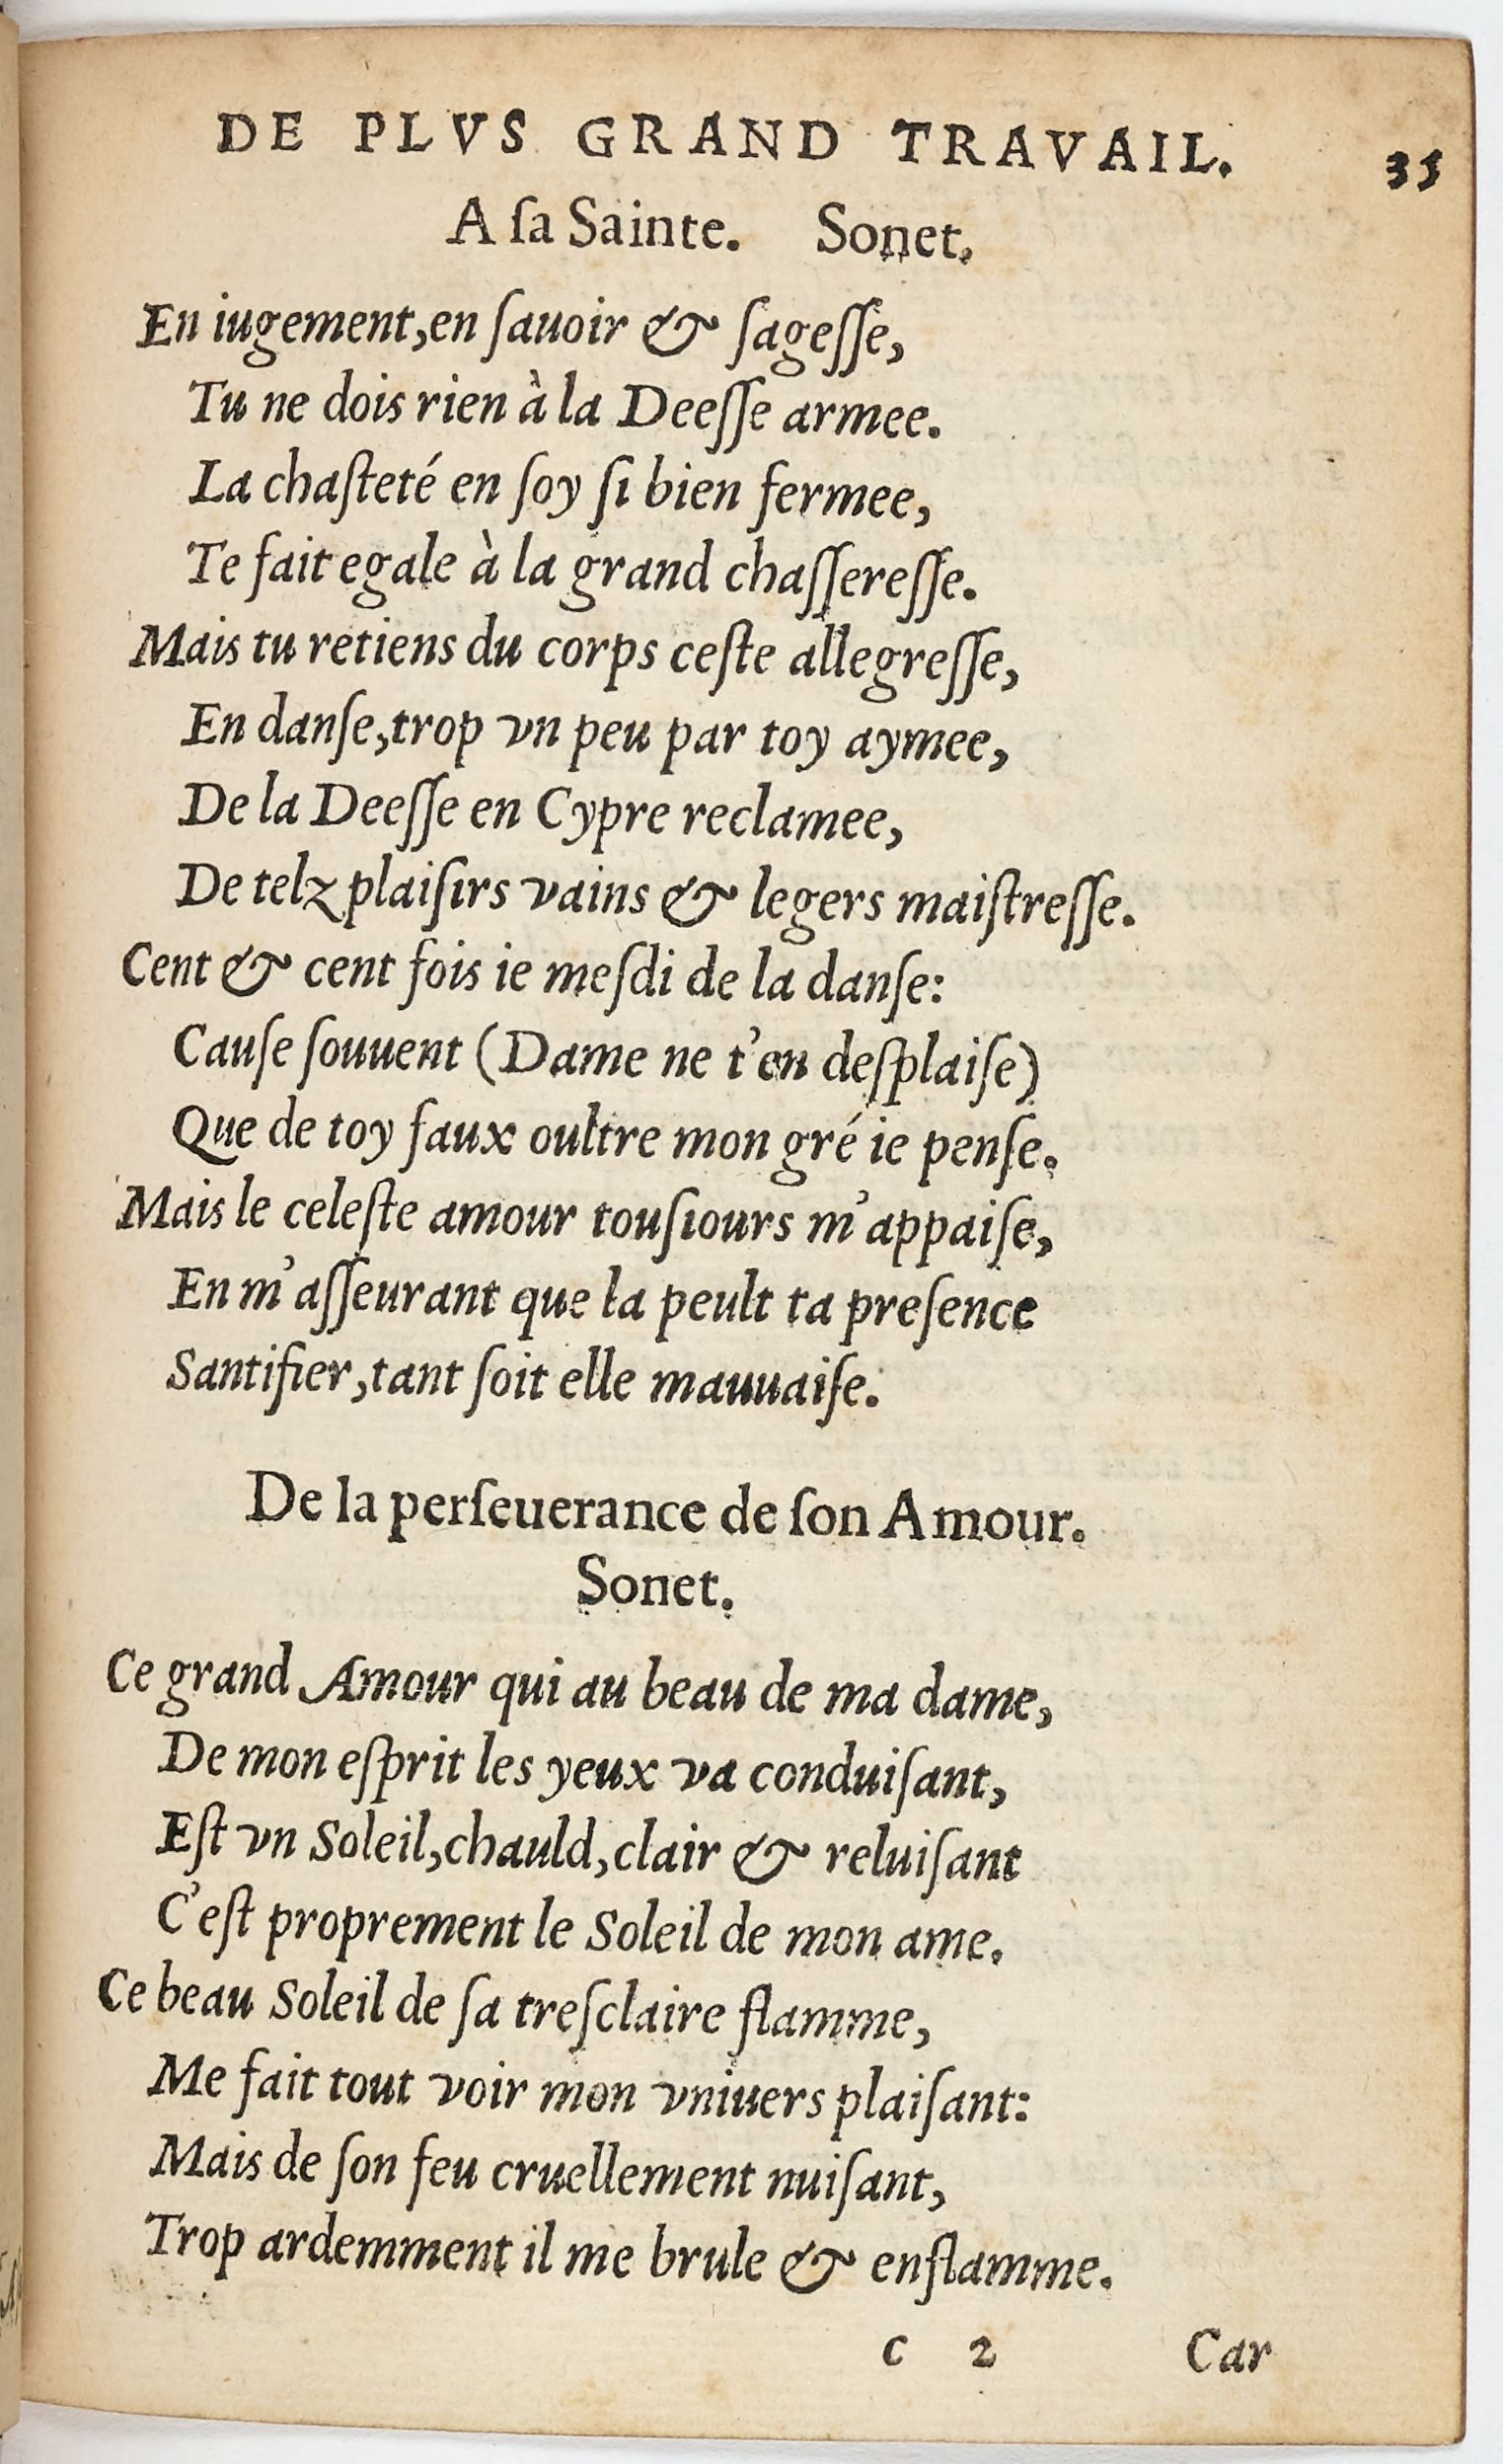 DE PLVS GRAND TRAVAIL. 35
A ſa Sainte. Sonet.
En iugement,en ſauoir & ſageſſe,
Tu ne dois rien à la Deeſſe armee.
La chaſteté en ſoy ſi bien fermee,
Te fait egale à la grand chaſſereſſe.
Mais tu retiens du corps ceſte allegreſſe,
En danſe,trop vn peu par toy aymee,
De la Deeſſe en Cypre reclamee,
De telz plaiſirs vains & legers maiſtreſſe.
Cent & cent fois ie meſdi de la danſe:
Cauſe ſouuent (Dame ne t'en deſplaiſe)
Que de toy faux oultre mon gré ie penſe.
Mais le celeſte amour touſiours m'appaiſe,
En m'aſſeurant que la peult ta preſence
Santifier,tant ſoit elle mauuaiſe.
De la perſeuerance de ſon Amour.
Sonet.
Ce grand Amour qui au beau de ma dame,
De mon eſprit les yeux va conduiſant,
Eſt vn Soleil,chauld,clair & reluiſant
C'eſt proprement le Soleil de mon ame.
Ce beau Soleil de ſa treſclaire flamme,
Me fait tout voir mon vniuers plaiſant:
Mais de ſon feu cruellement nuiſant,
Trop ardemment il me brule & enflamme.
c 2 Car